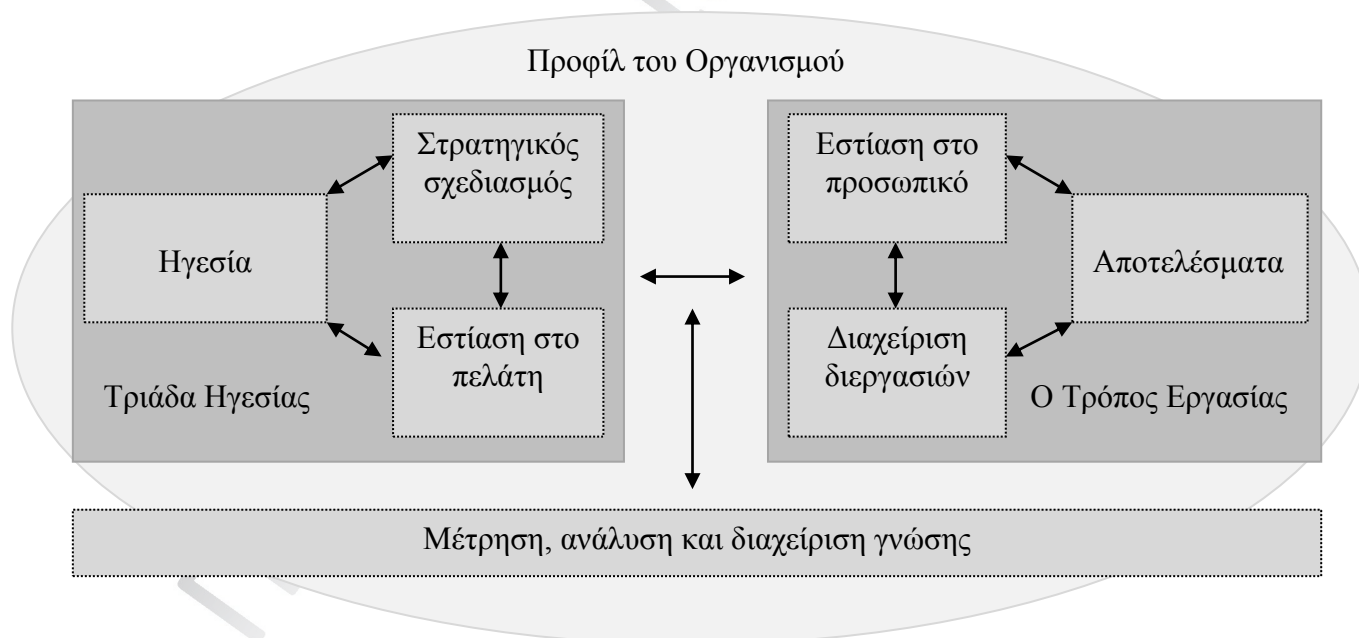 Προφίλ του Οργανισμού
Στρατηγικός
σχεδιασμός
Ηγεσία
Εστίαση στο
πελάτη
Τριάδα Ηγεσίας
Εστίαση στο
προσωπικό
Αποτελέσματα
Διαχείριση
διεργασιών
Ο Τρόπος Εργασίας
Μέτρηση, ανάλυση και διαχείριση γνώσης